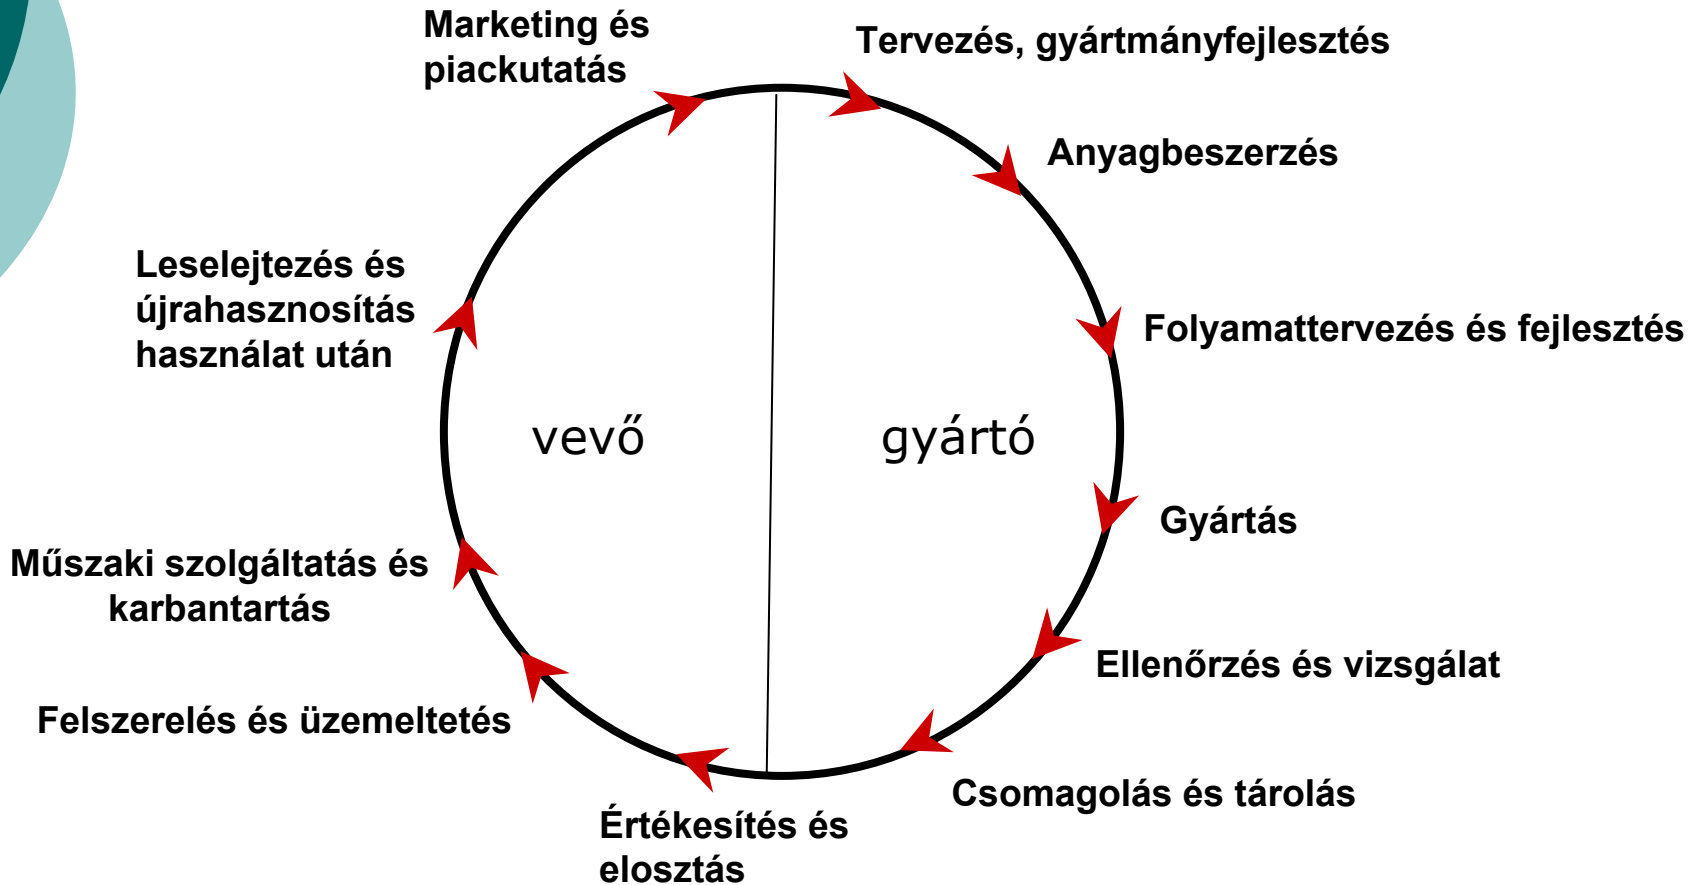 Marketing és
piackutatás
Tervezés, gyártmányfejlesztés
Anyagbeszerzés
Folyamattervezés és fejlesztés
Gyártás
Ellenőrzés és vizsgálat
Csomagolás és tárolás
Értékesítés és
elosztás
Felszerelés és üzemeltetés
Műszaki szolgáltatás és
karbantartás
Leselejtezés és
újrahasznosítás
használat után
vevő
gyártó